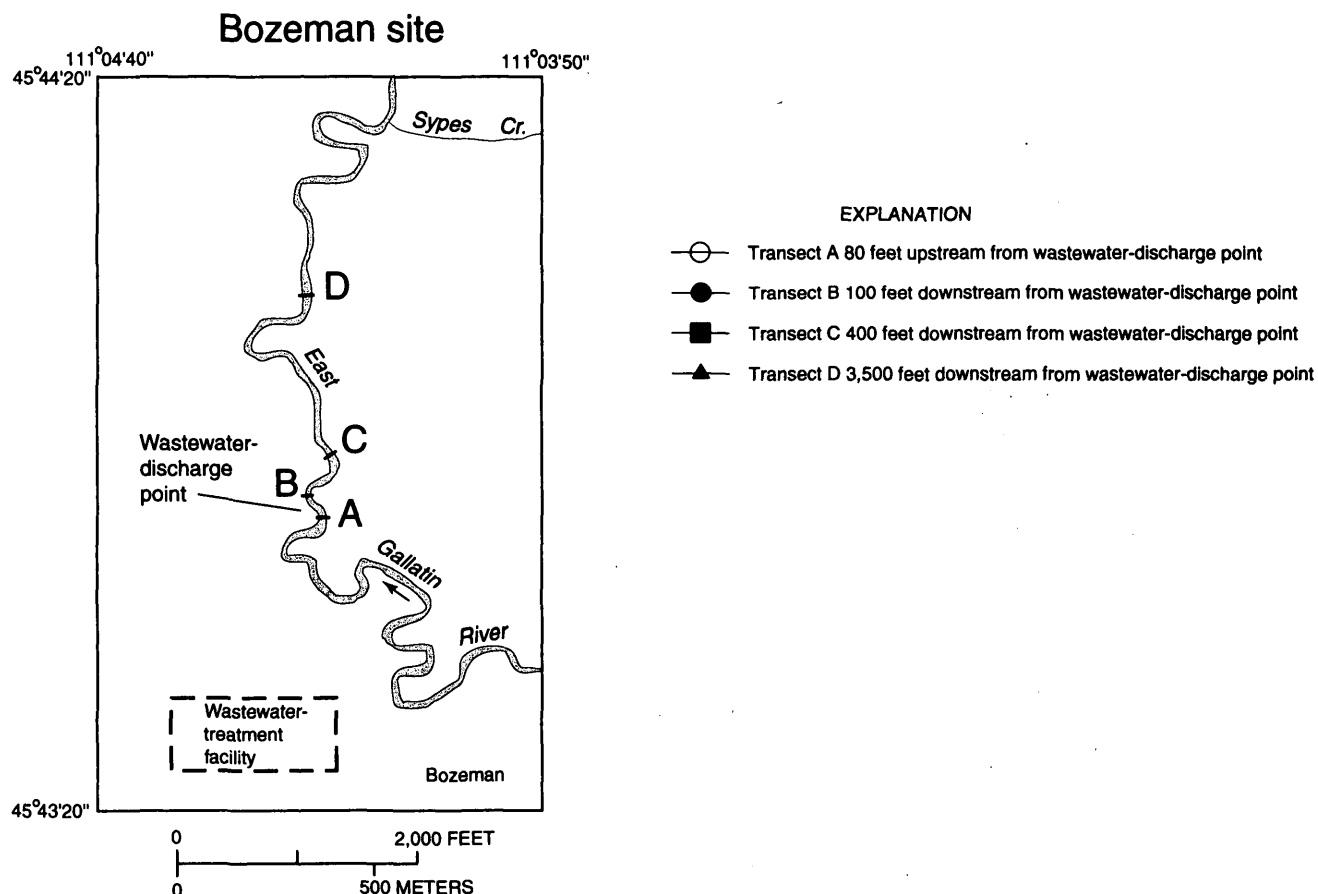 Bozeman site
111°04'40"
111°03'50"
45°44'20"
Sypes Cr.
D
East
C
Wastewater-
discharge
point
B
A
Gallatin
River
Wastewater-
treatment
facility
Bozeman
45°43'20"
0 2,000 FEET
0 500 METERS
EXPLANATION
Transect A 80 feet upstream from wastewater-discharge point
Transect B 100 feet downstream from wastewater-discharge point
Transect C 400 feet downstream from wastewater-discharge point
Transect D 3,500 feet downstream from wastewater-discharge point